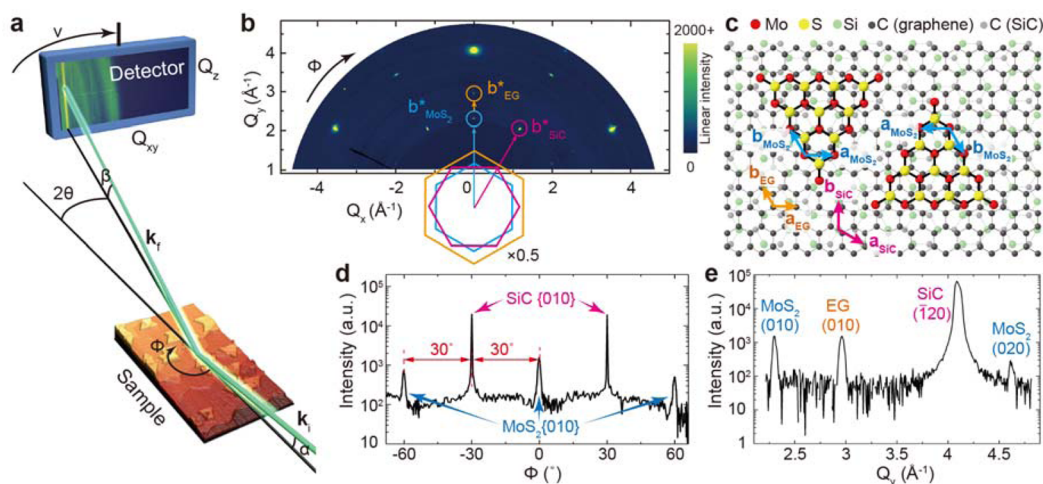 a
v
Detector
Q_z
Q_xy
2θ
β
k_f
Φ
Sample
k_i
α
b
Φ
Q_y (Å⁻¹)
4
3
2
1
b*_EG
b*_MoS₂
b*_SiC
-4
-2
0
2
4
Q_x (Å⁻¹)
×0.5
2000+
Linear intensity
0
c
Mo S Si C (graphene) C (SiC)
b_MoS₂
a_MoS₂
a_MoS₂
b_MoS₂
b_EG
a_EG
b_SiC
a_SiC
d
Intensity (a.u.)
10⁵
10⁴
10³
10²
10
SiC {010}
30° 30°
MoS₂{010}
-60 -30 0 30 60
Φ (°)
e
Intensity (a.u.)
10⁵
10⁴
10³
10²
10
1
MoS₂
(010)
EG
(010)
SiC
(1̅20)
MoS₂
(020)
2.5 3 3.5 4 4.5
Q_y (Å⁻¹)